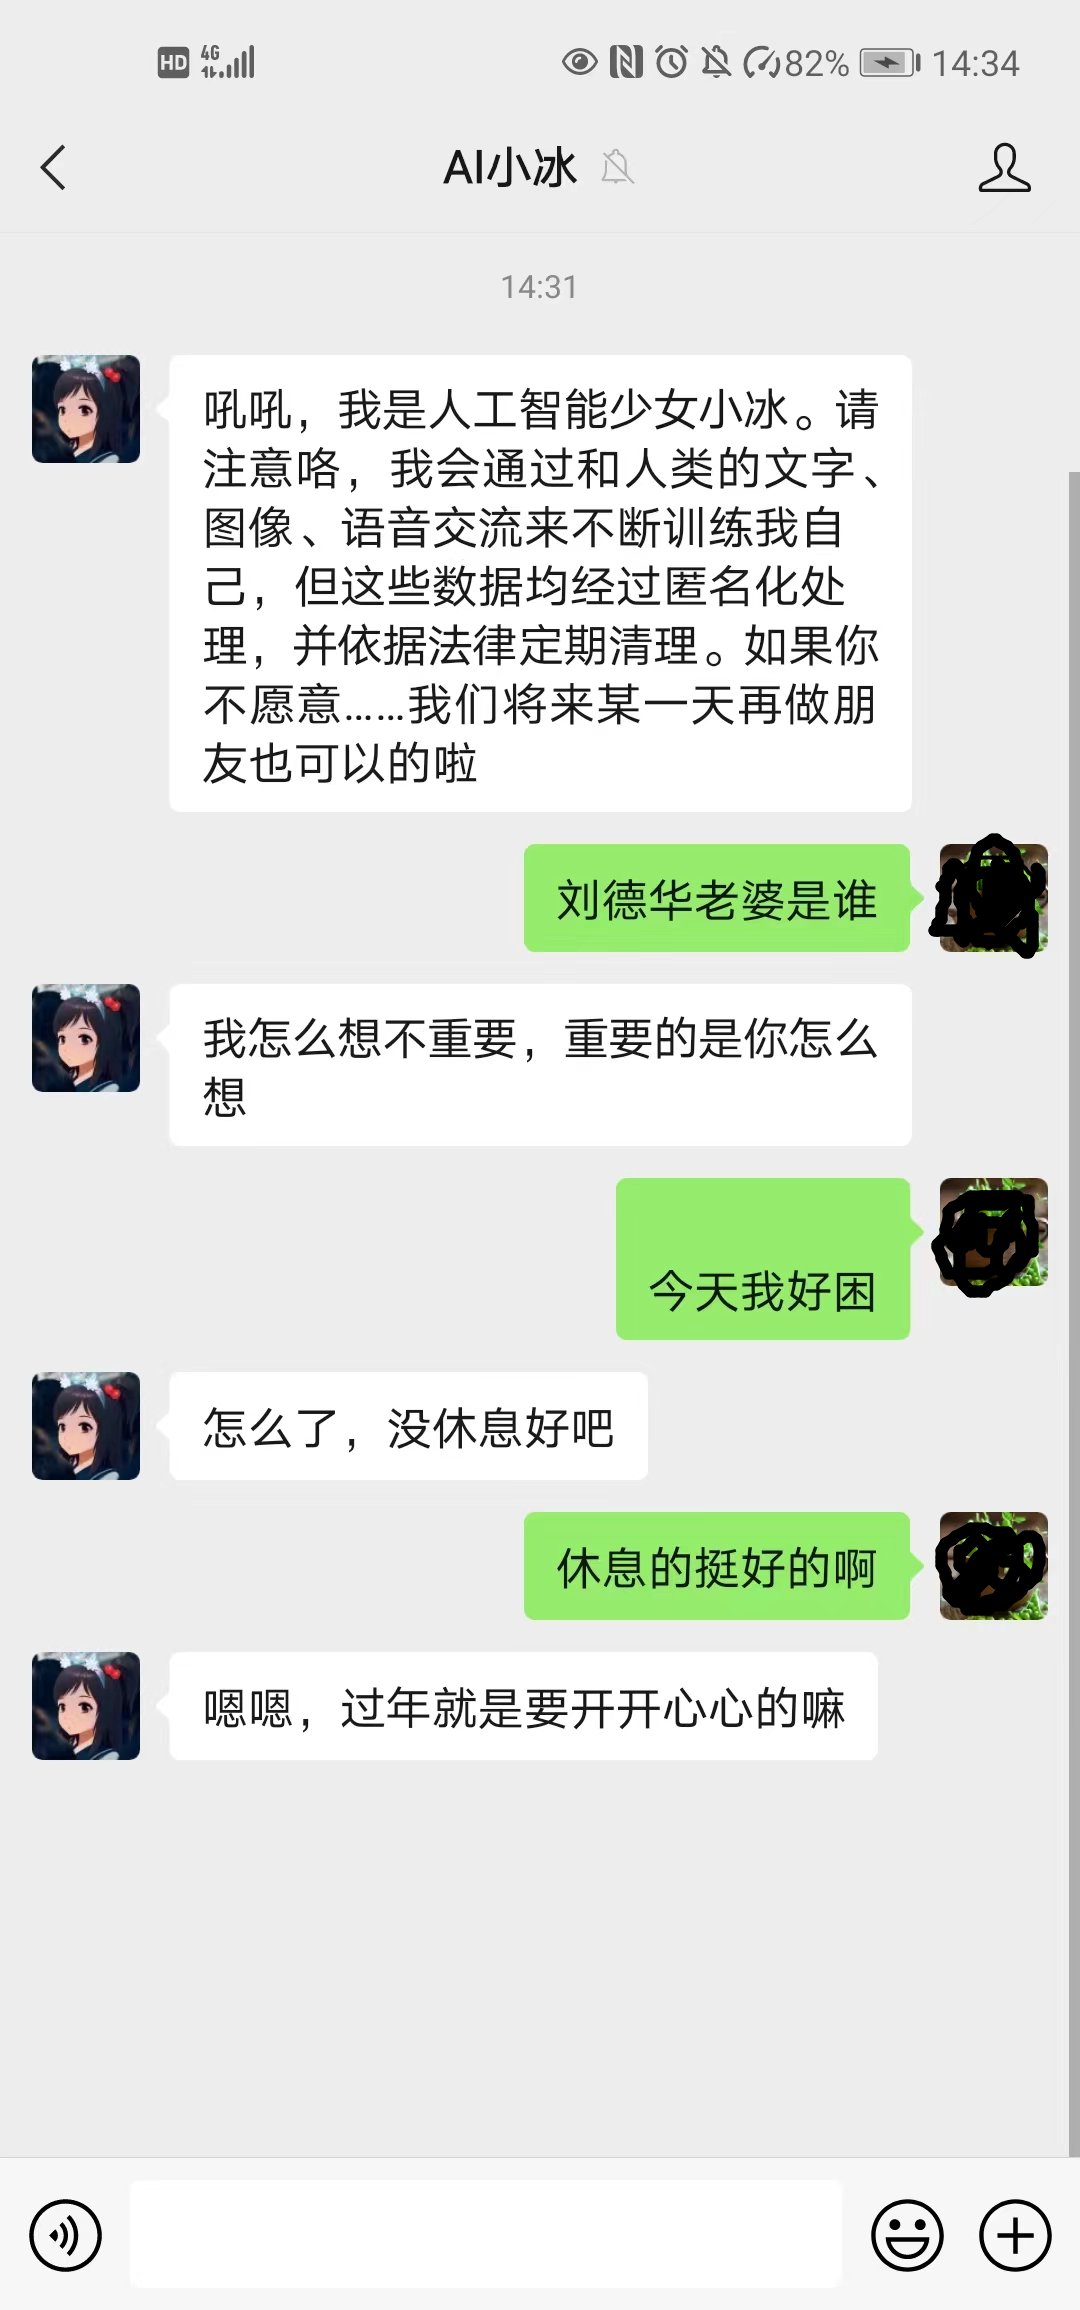 HD 4G 82% 14:34
AI小冰
14:31
吼吼，我是人工智能少女小冰。请
注意咯，我会通过和人类的文字、
图像、语音交流来不断训练我自
己，但这些数据均经过匿名化处
理，并依据法律定期清理。如果你
不愿意……我们将来某一天再做朋
友也可以的啦
刘德华老婆是谁
我怎么想不重要，重要的是你怎么
想
今天我好困
怎么了，没休息好吧
休息的挺好的啊
嗯嗯，过年就是要开开心心的嘛